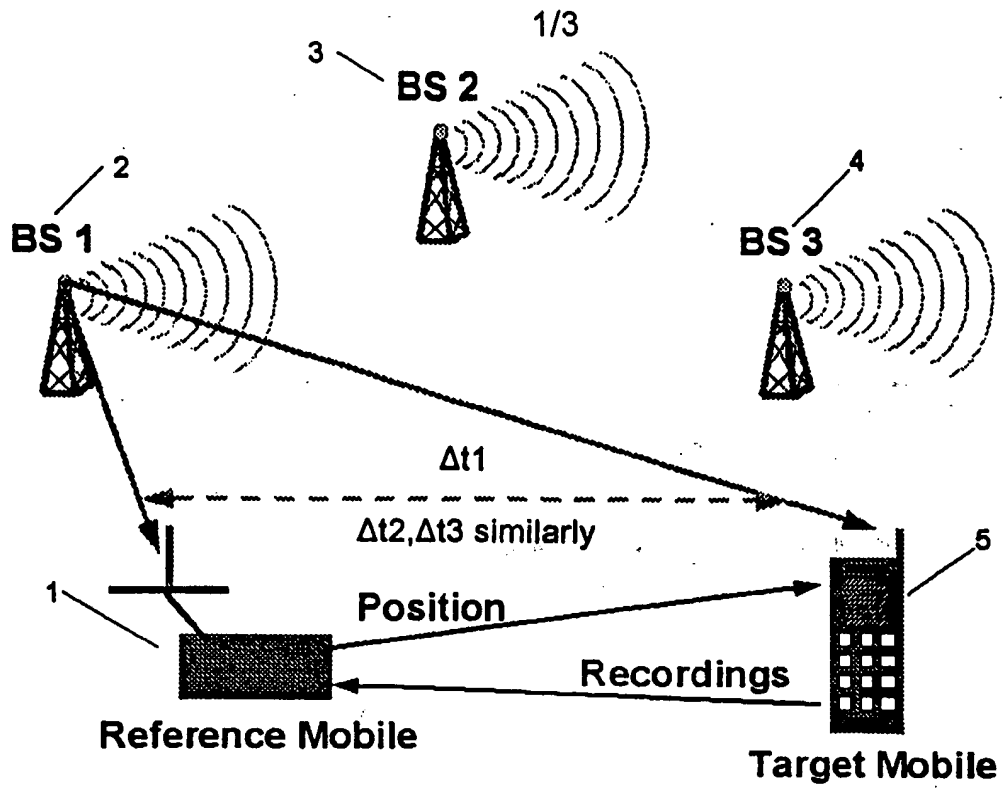 1/3
3
BS 2
2
4
BS 1
BS 3
Δt1
Δt2,Δt3 similarly
5
1
Position
Recordings
Reference Mobile
Target Mobile